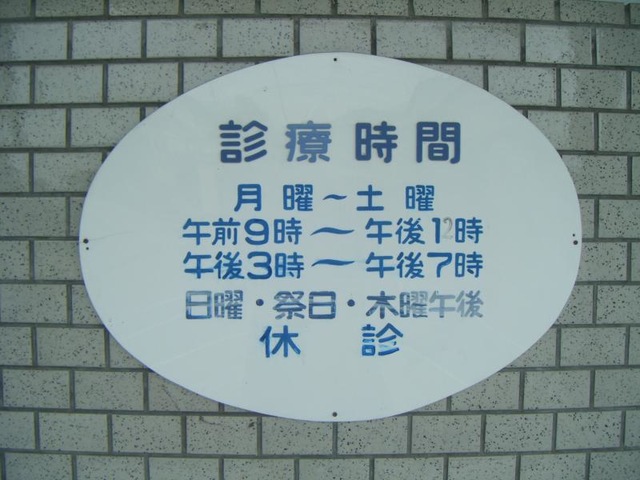 診療時間
月曜～土曜
午前9時～午後12時
午後3時～午後7時
日曜・祭日・木曜午後
休診